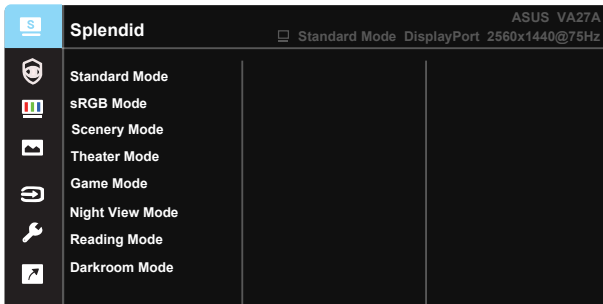 S
Splendid
ASUS VA27A
Standard Mode DisplayPort 2560x1440@75Hz
Standard Mode
sRGB Mode
Scenery Mode
Theater Mode
Game Mode
Night View Mode
Reading Mode
Darkroom Mode